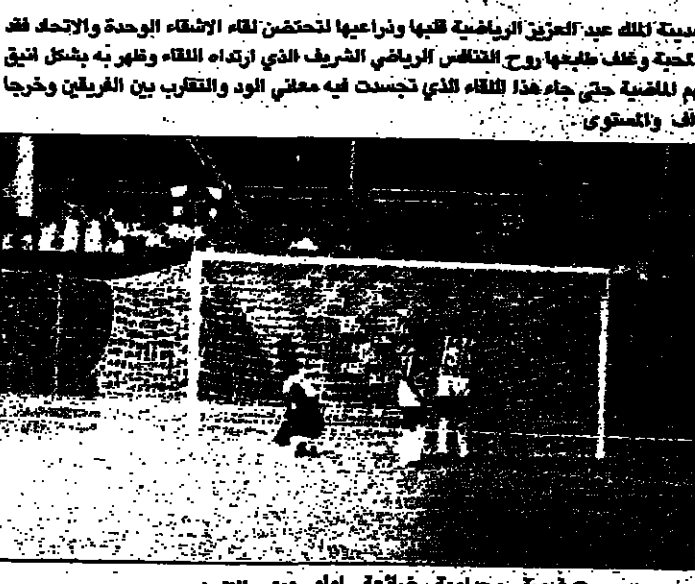 مدينة الملك عبد العزيز الرياضية قلبها وذراعيها لتحتضن لقاء الاشقاء الوحدة والاتحاد فقد
المحبة وغلف طابعها روح التنافس الرياضي الشريف الذي ارتداه اللقاء وظهر به بشكل انيق
هم الماضية حتى جاء هذا اللقاء الذي تجسدت فيه معاني الود والتقارب بين الفريقين وخرجا
والمستوى .